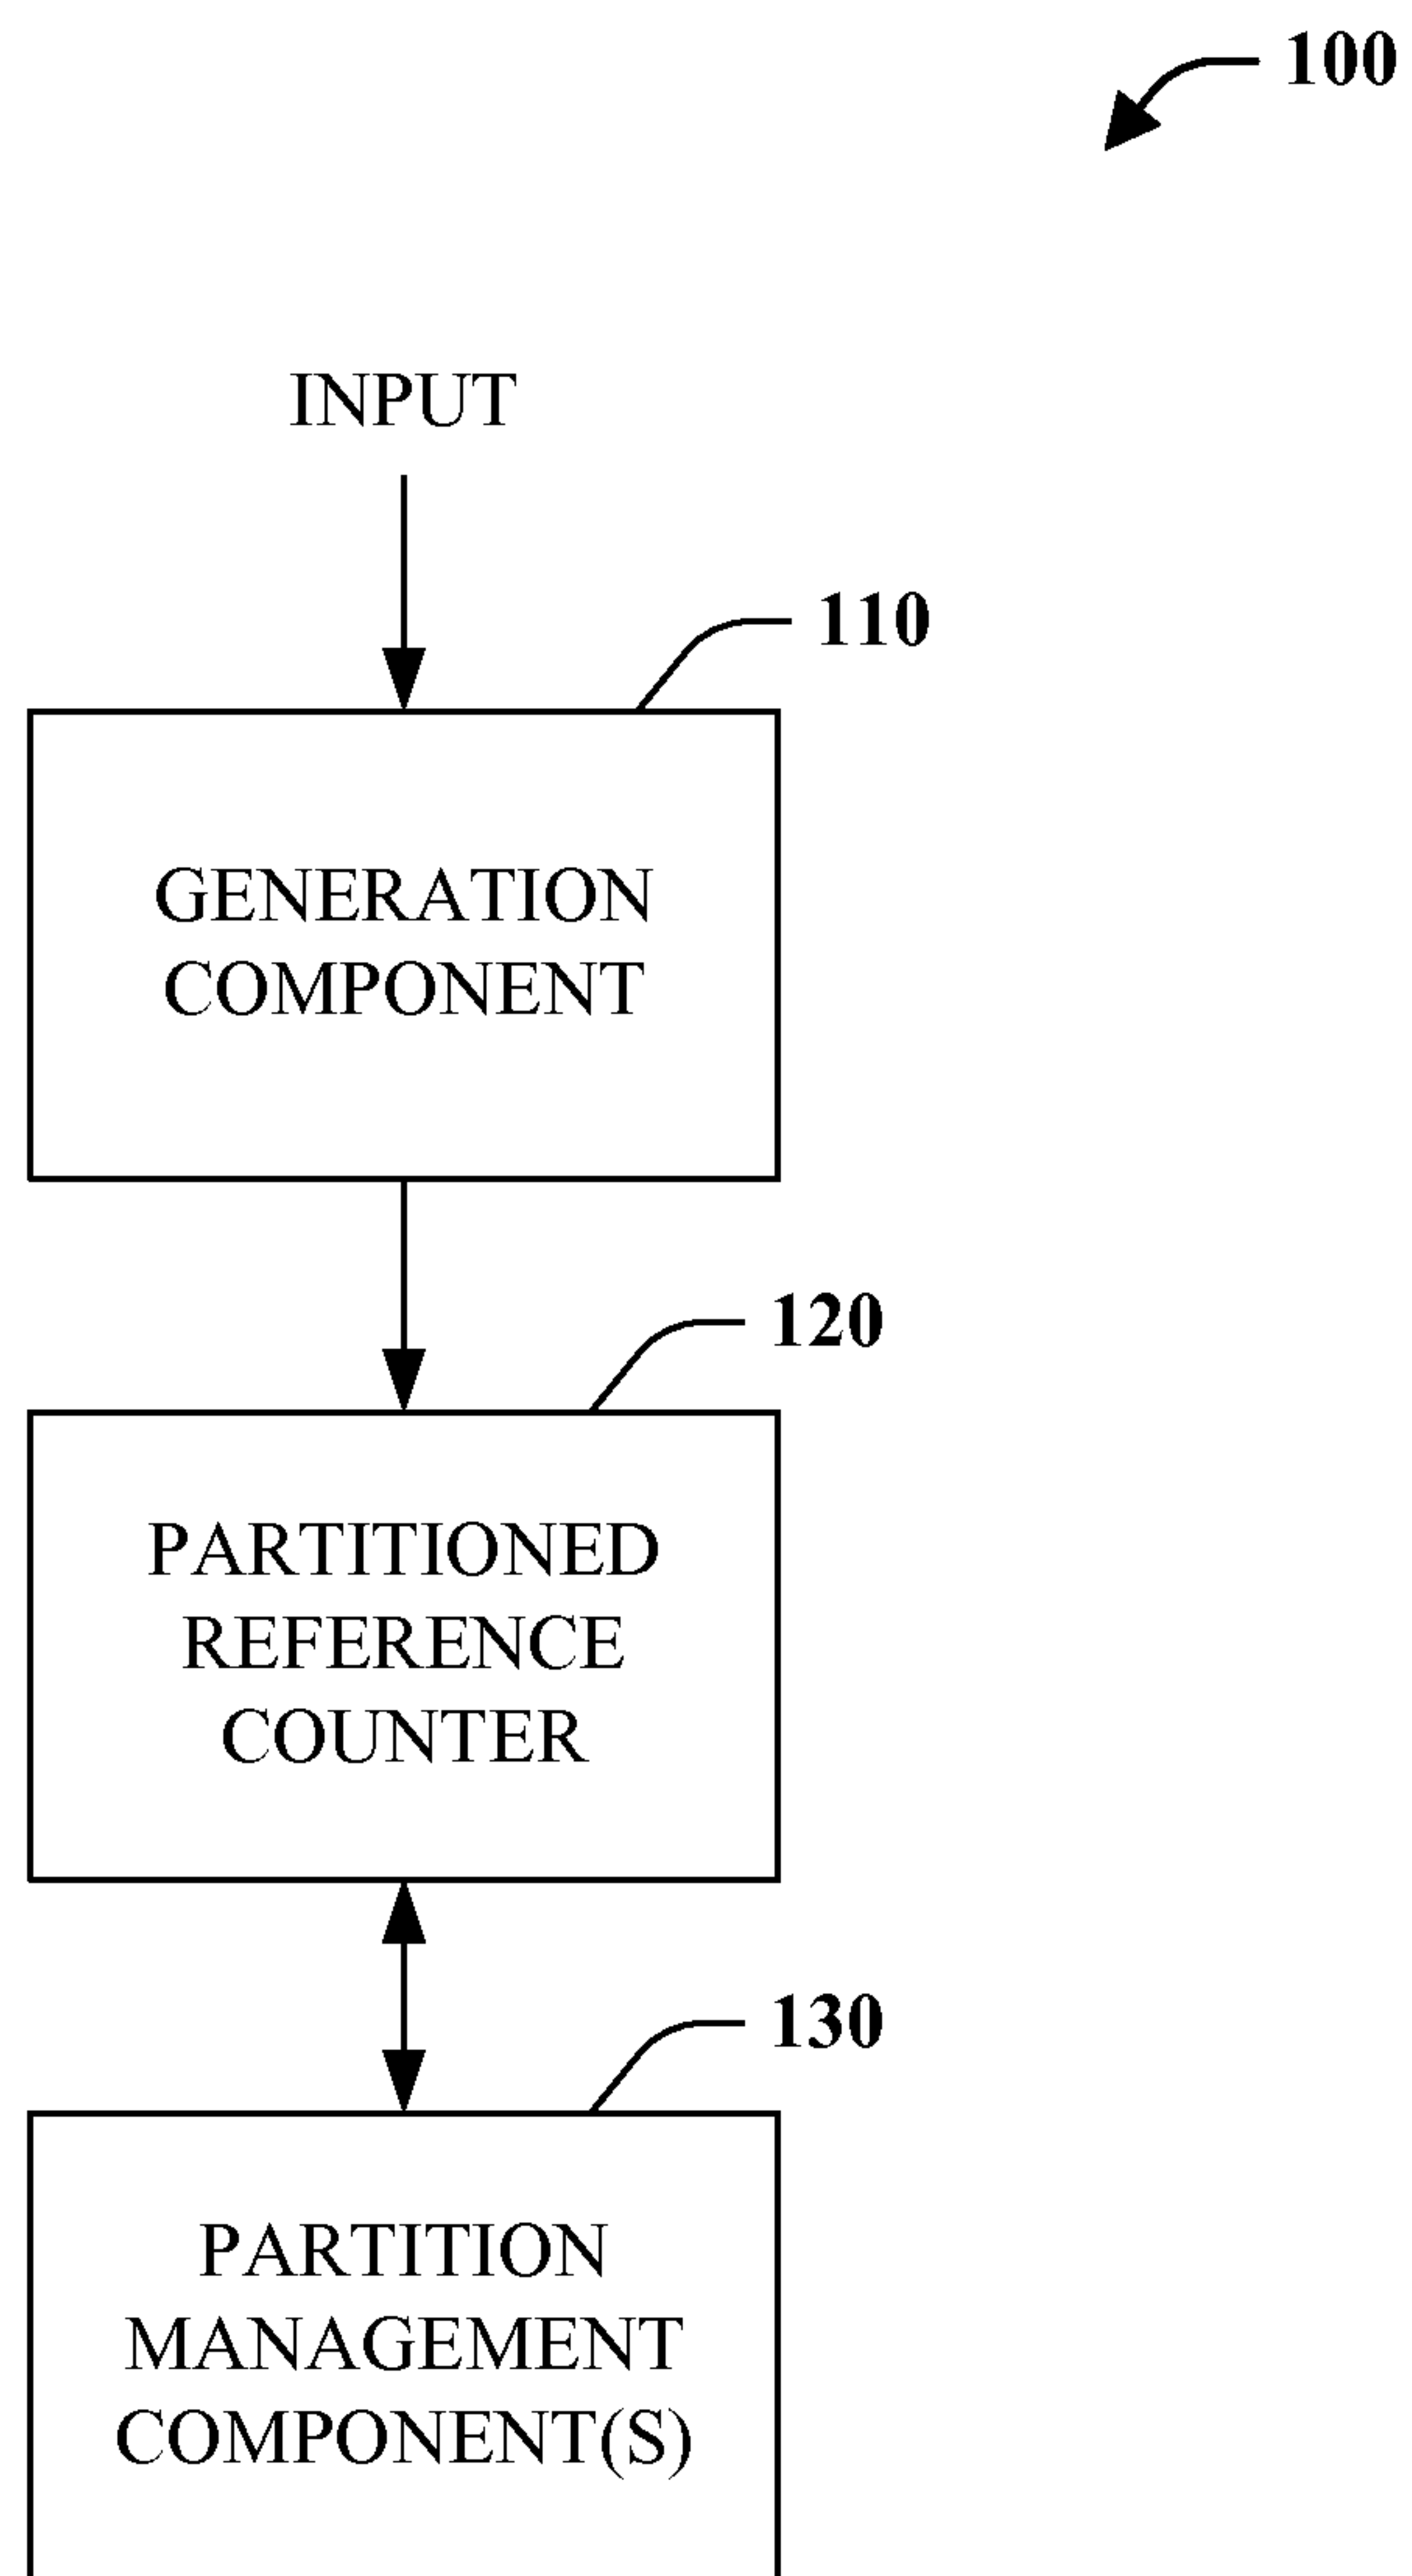 100
INPUT
110
GENERATION
COMPONENT
120
PARTITIONED
REFERENCE
COUNTER
130
PARTITION
MANAGEMENT
COMPONENT(S)